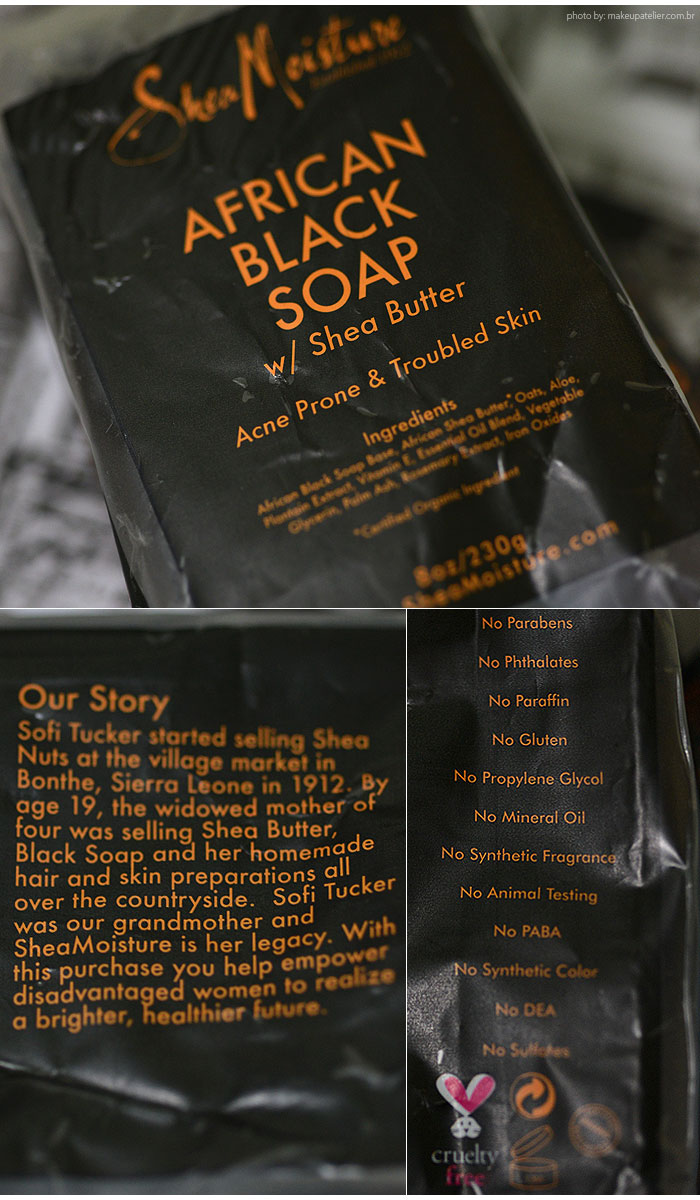 photo by: makeupatelier.com.br
SheaMoisture
AFRICAN
BLACK
SOAP
w/ Shea Butter
Acne Prone & Troubled Skin
Ingredients
African Black Soap Base, African Shea Butter,* Oats, Aloe,
Plantain Extract, Vitamin E, Essential Oil Blend, Vegetable
Glycerin, Palm Ash, Rosemary Extract, Iron Oxides
*Certified Organic Ingredient
8oz/230g
SheaMoisture.com
Our Story
Sofi Tucker started selling Shea
Nuts at the village market in
Bonthe, Sierra Leone in 1912. By
age 19, the widowed mother of
four was selling Shea Butter,
Black Soap and her homemade
hair and skin preparations all
over the countryside. Sofi Tucker
was our grandmother and
SheaMoisture is her legacy. With
this purchase you help empower
disadvantaged women to realize
a brighter, healthier future.
No Parabens
No Phthalates
No Paraffin
No Gluten
No Propylene Glycol
No Mineral Oil
No Synthetic Fragrance
No Animal Testing
No PABA
No Synthetic Color
No DEA
No Sulfates
cruelty
free